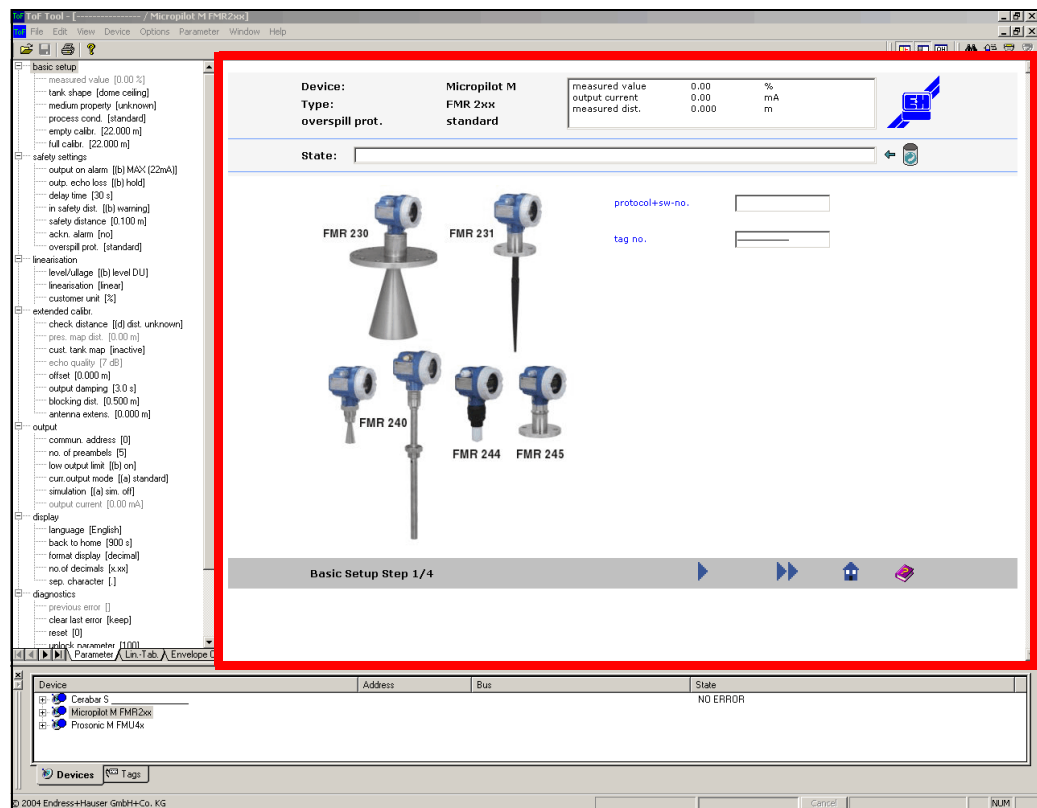 ToF Tool - [---------------- / Micropilot M FMR2xx]
File Edit View Device Options Parameter Window Help
basic setup
measured value [0.00 %]
tank shape [dome ceiling]
medium property [unknown]
process cond. [standard]
empty calibr. [22.000 m]
full calibr. [22.000 m]
safety settings
output on alarm [(b) MAX (22mA)]
outp. echo loss [(b) hold]
delay time [30 s]
in safety dist. [(b) warning]
safety distance [0.100 m]
ackn. alarm [no]
overspill prot. [standard]
linearisation
level/ullage [(b) level DU]
linearisation [linear]
customer unit [%]
extended calibr.
check distance [(d) dist. unknown]
pres. map dist. [0.00 m]
cust. tank map [inactive]
echo quality [7 dB]
offset [0.000 m]
output damping [3.0 s]
blocking dist. [0.500 m]
antenna extens. [0.000 m]
output
commun. address [0]
no. of preambels [5]
low output limit [(b) on]
curr.output mode [(a) standard]
simulation [(a) sim. off]
output current [0.00 mA]
display
language [English]
back to home [900 s]
format display [decimal]
no.of decimals [x.xx]
sep. character [.]
diagnostics
previous error []
clear last error [keep]
reset [0]
unlock parameter [100]
Parameter Lin.-Tab. Envelope C
Device: Micropilot M
Type: FMR 2xx
overspill prot. standard
measured value 0.00 %
output current 0.00 mA
measured dist. 0.000 m
EH
State:
protocol+sw-no.
tag no. ----------------
FMR 230
FMR 231
FMR 240
FMR 244
FMR 245
Basic Setup Step 1/4
Device Address Bus State
Cerabar S ________________ NO ERROR
Micropilot M FMR2xx
Prosonic M FMU4x
Devices Tags
© 2004 Endress+Hauser GmbH+Co. KG Cancel NUM